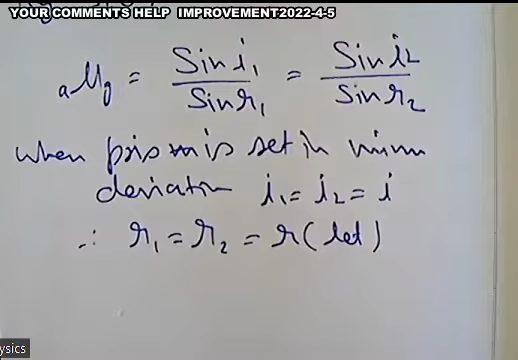 YOUR COMMENTS HELP IMPROVEMENT2022-4-5
aμg = Sin i1 / Sin r1 = Sin i2 / Sin r2
when prism is set in minm
deviation i1 = i2 = i
∴ r1 = r2 = r (let)
ysics